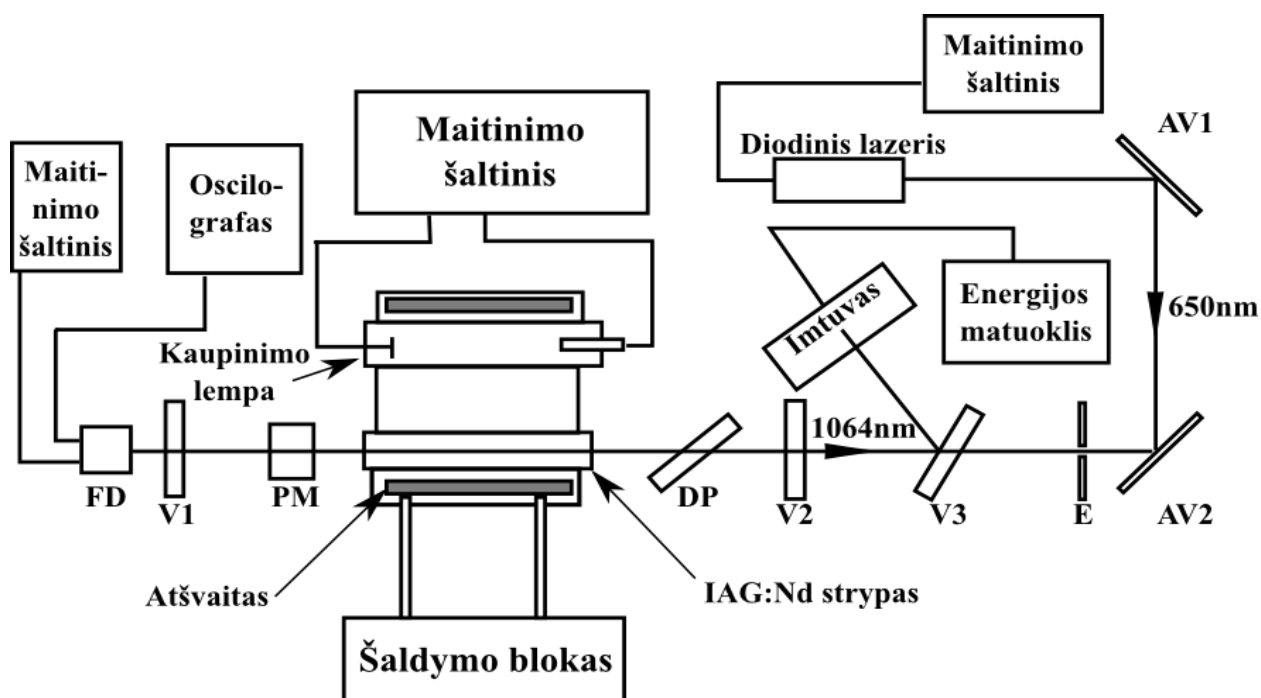 Maitinimo
šaltinis
AV1
Diodinis lazeris
Maitinimo
šaltinis
Maiti-
nimo
šaltinis
Oscilo-
grafas
Energijos
matuoklis
650nm
Imtuvas
Kaupinimo
lempa
1064nm
FD
V1
PM
DP
V2
V3
E
AV2
Atšvaitas
IAG:Nd strypas
Šaldymo blokas